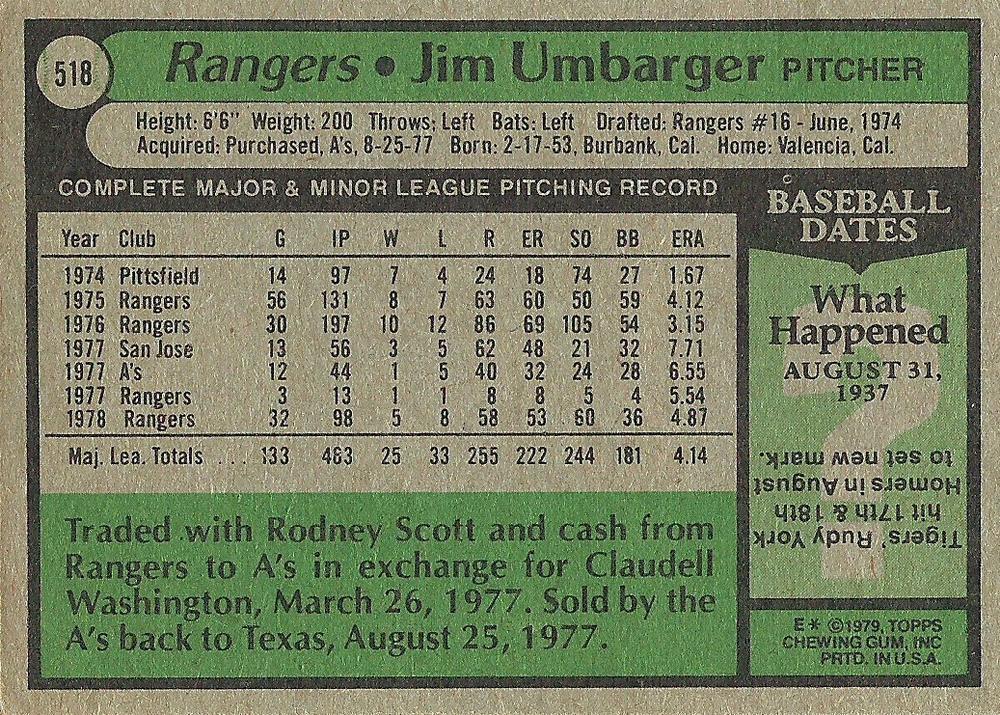 518 Rangers • Jim Umbarger PITCHER
Height: 6'6" Weight: 200 Throws: Left Bats: Left Drafted: Rangers #16 - June, 1974
Acquired: Purchased, A's, 8-25-77 Born: 2-17-53, Burbank, Cal. Home: Valencia, Cal.
COMPLETE MAJOR & MINOR LEAGUE PITCHING RECORD
Year Club G IP W L R ER SO BB ERA
1974 Pittsfield 14 97 7 4 24 18 74 27 1.67
1975 Rangers 56 131 8 7 63 60 50 59 4.12
1976 Rangers 30 197 10 12 86 69 105 54 3.15
1977 San Jose 13 56 3 5 62 48 21 32 7.71
1977 A's 12 44 1 5 40 32 24 28 6.55
1977 Rangers 3 13 1 1 8 8 5 4 5.54
1978 Rangers 32 98 5 8 58 53 60 36 4.87
Maj. Lea. Totals ... 133 483 25 33 255 222 244 181 4.14
Traded with Rodney Scott and cash from
Rangers to A's in exchange for Claudell
Washington, March 26, 1977. Sold by the
A's back to Texas, August 25, 1977.
BASEBALL
DATES
What
Happened
AUGUST 31,
1937
Tigers' Rudy York
hit 17th & 18th
Homers in August
to set new mark.
E* ©1979, TOPPS
CHEWING GUM, INC
PRTD. IN U.S.A.